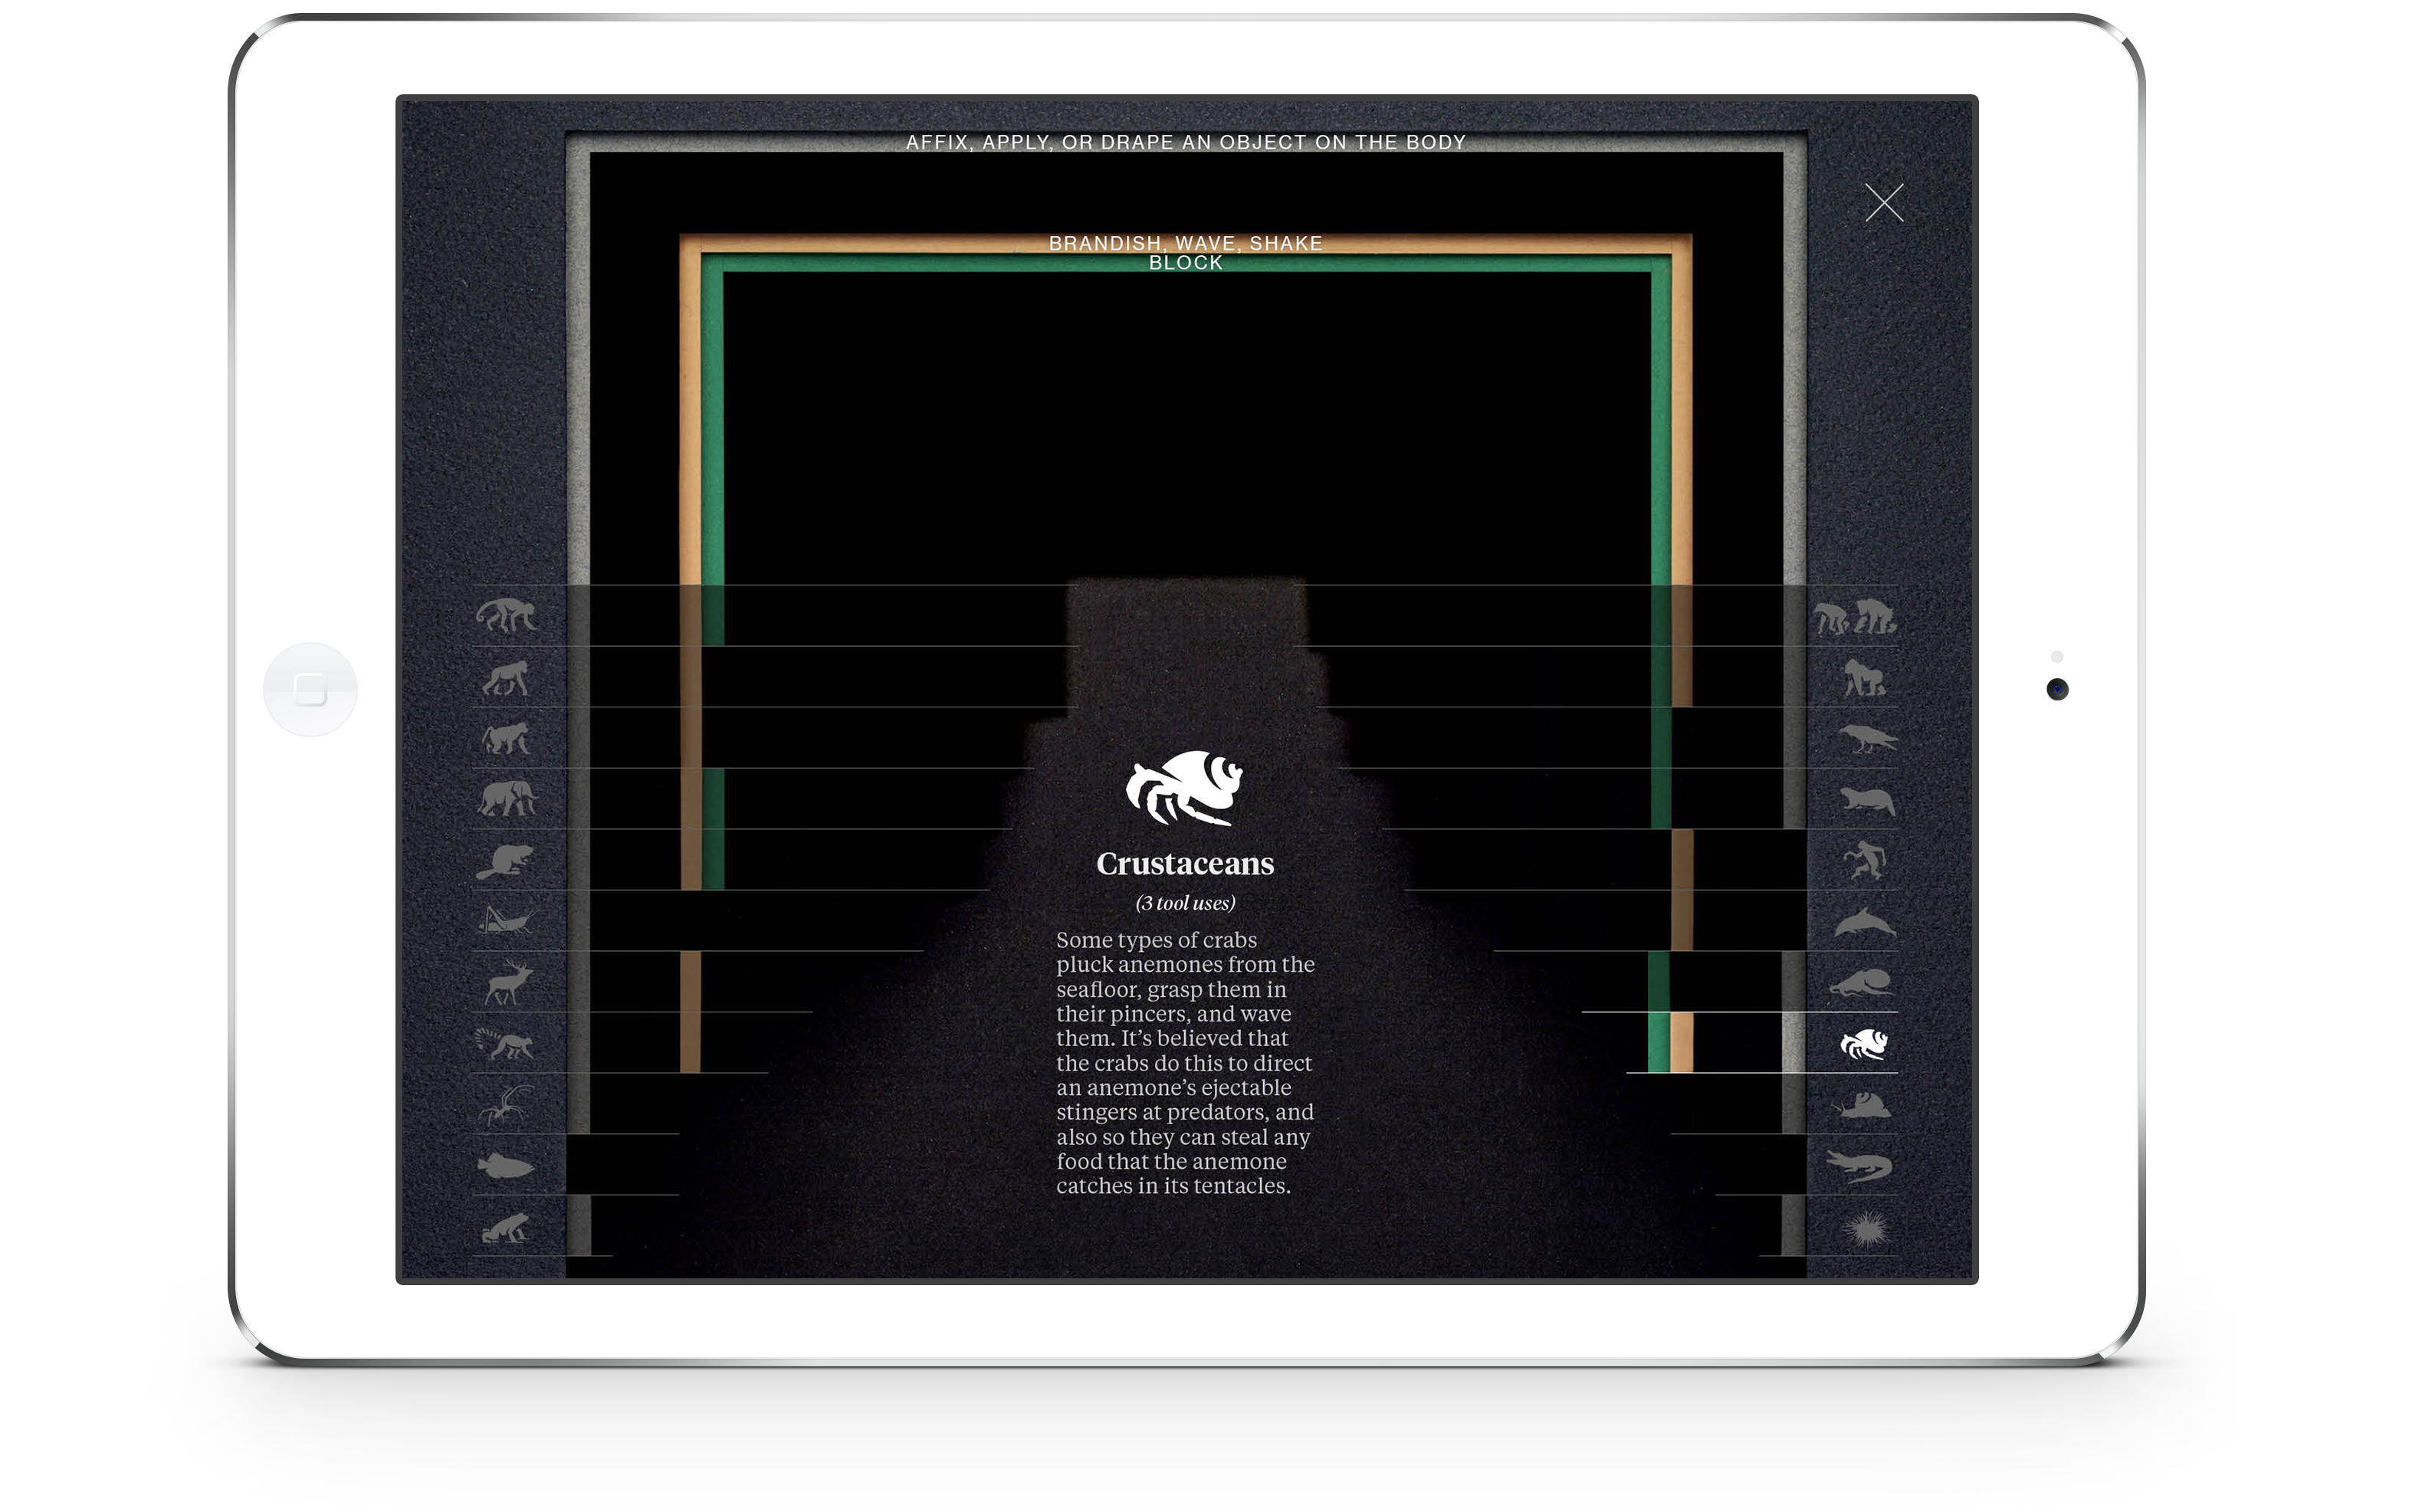 AFFIX, APPLY, OR DRAPE AN OBJECT ON THE BODY
BRANDISH, WAVE, SHAKE
BLOCK
Crustaceans
(3 tool uses)
Some types of crabs
pluck anemones from the
seafloor, grasp them in
their pincers, and wave
them. It’s believed that
the crabs do this to direct
an anemone’s ejectable
stingers at predators, and
also so they can steal any
food that the anemone
catches in its tentacles.